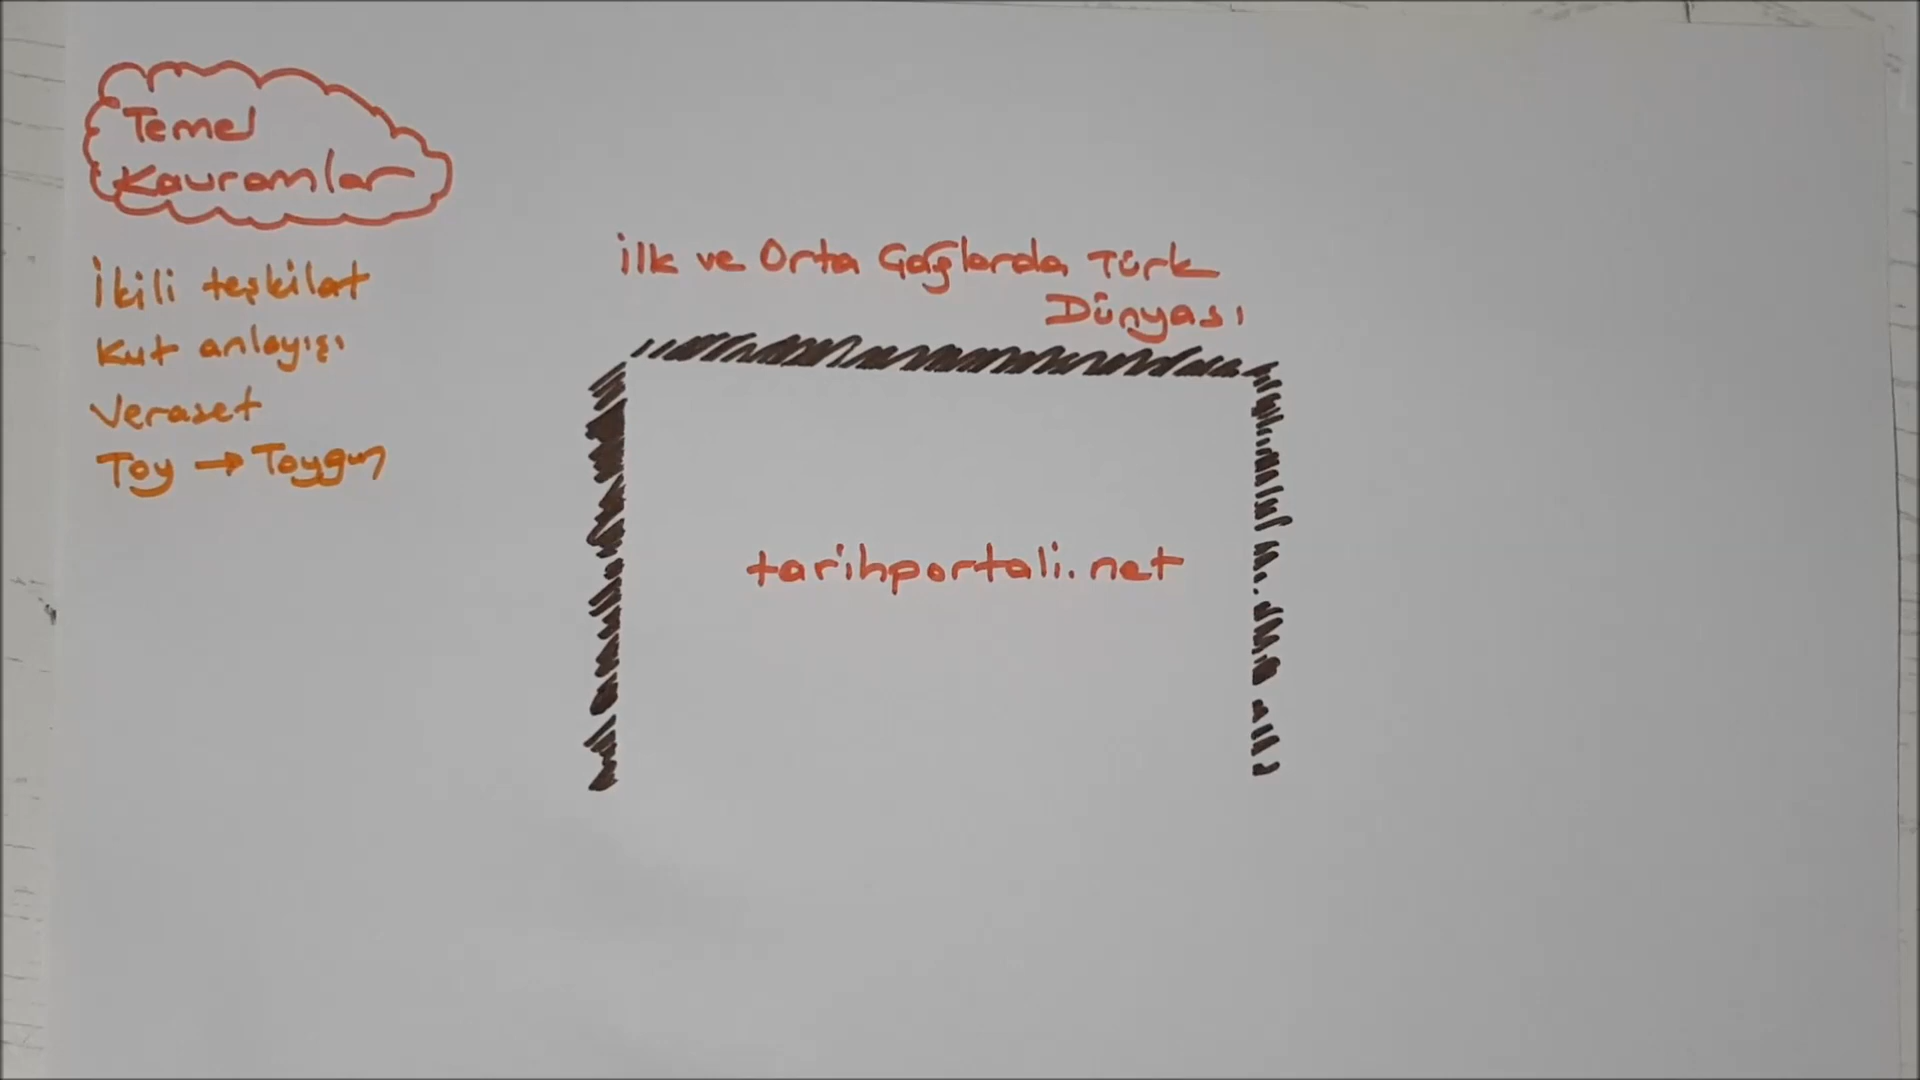 Temel
Kavramlar
İkili teşkilat
Kut anlayışı
Veraset
Toy → Toygun
İlk ve Orta Çağlarda Türk
Dünyası
tarihportali.net